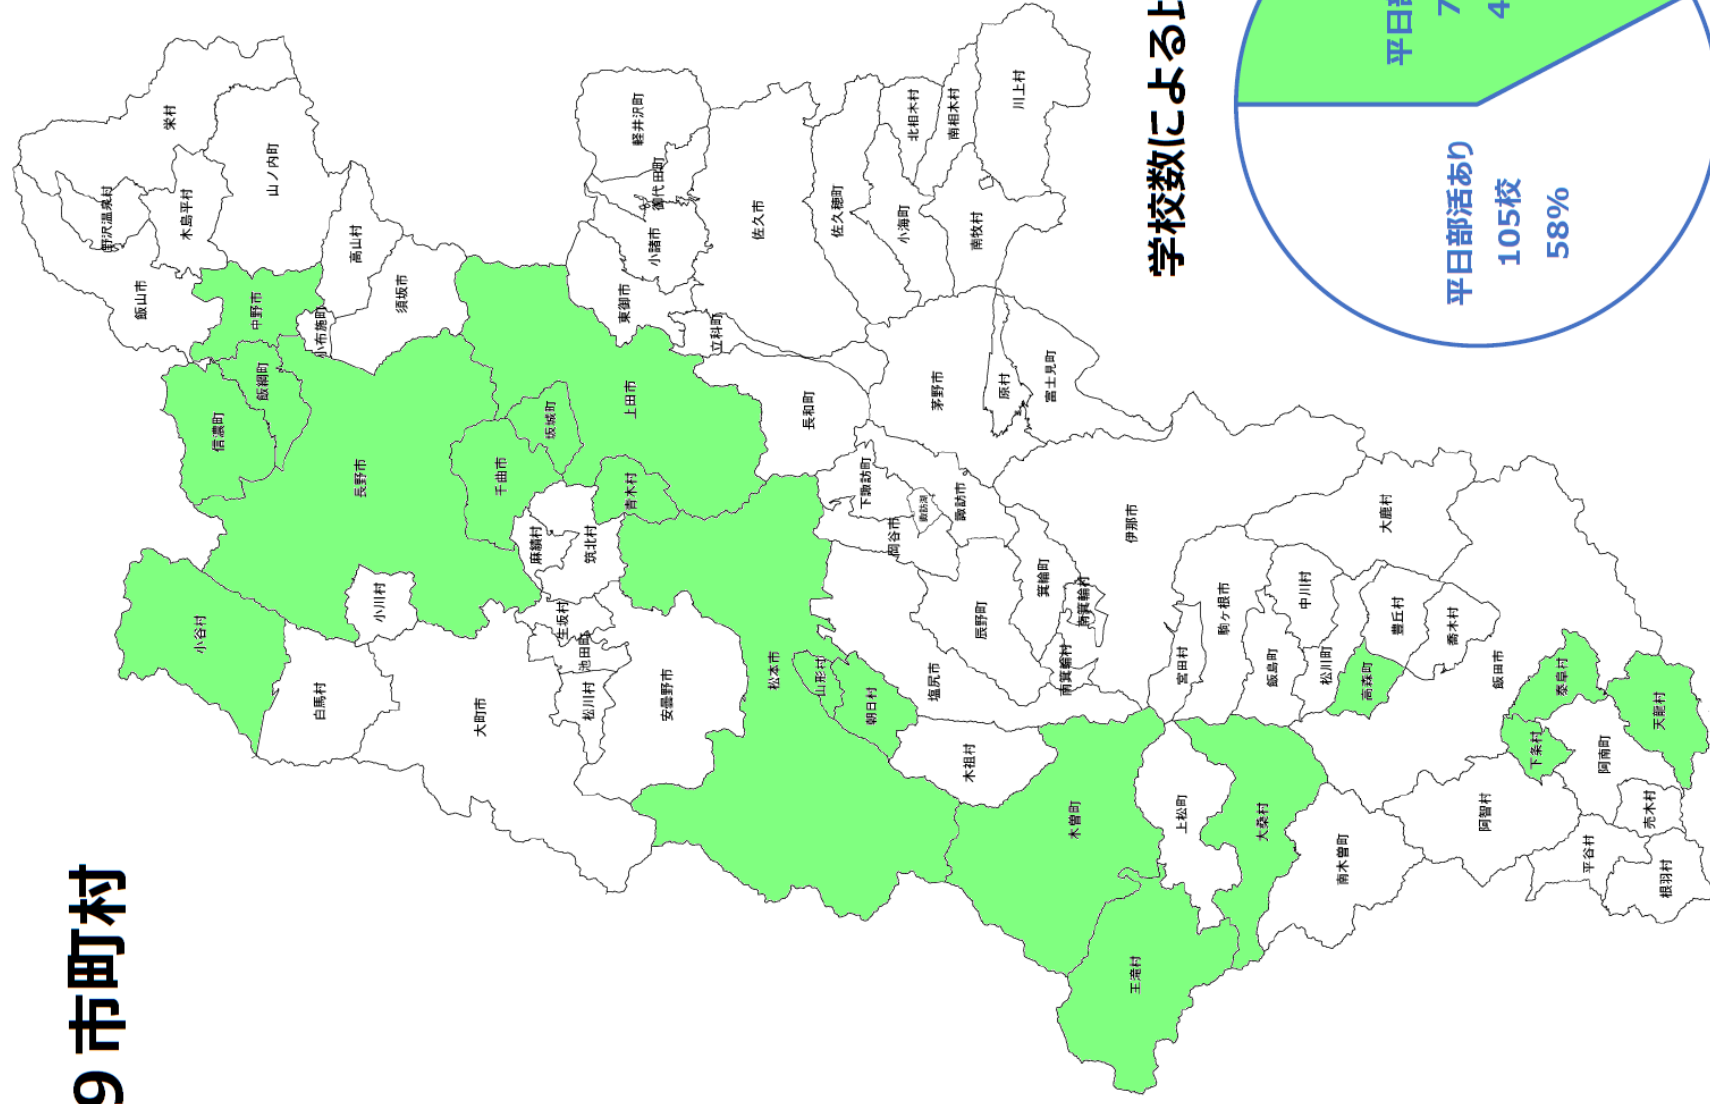 9市町村
栄村
野沢温泉村
木島平村
山ノ内町
飯山市
中野市
高山村
小布施町
須坂市
信濃町
飯綱町
長野市
小谷村
小川村
白馬村
大町市
千曲市
坂城町
上田市
青木村
麻績村
筑北村
生坂村
池田町
松川村
安曇野市
松本市
山形村
朝日村
軽井沢町
御代田町
小諸市
東御市
立科町
佐久市
佐久穂町
小海町
北相木村
南相木村
川上村
南牧村
長和町
茅野市
原村
富士見町
下諏訪町
諏訪湖
諏訪市
岡谷市
塩尻市
辰野町
箕輪町
南箕輪村
南箕輪村
伊那市
宮田村
駒ヶ根市
飯島町
中川村
松川町
大鹿村
豊丘村
喬木村
高森町
飯田市
泰阜村
下条村
阿南町
天龍村
阿智村
平谷村
売木村
根羽村
木祖村
木曽町
上松町
大桑村
南木曽町
王滝村
学校数による
平日
7
4
平日部活あり
105校
58%